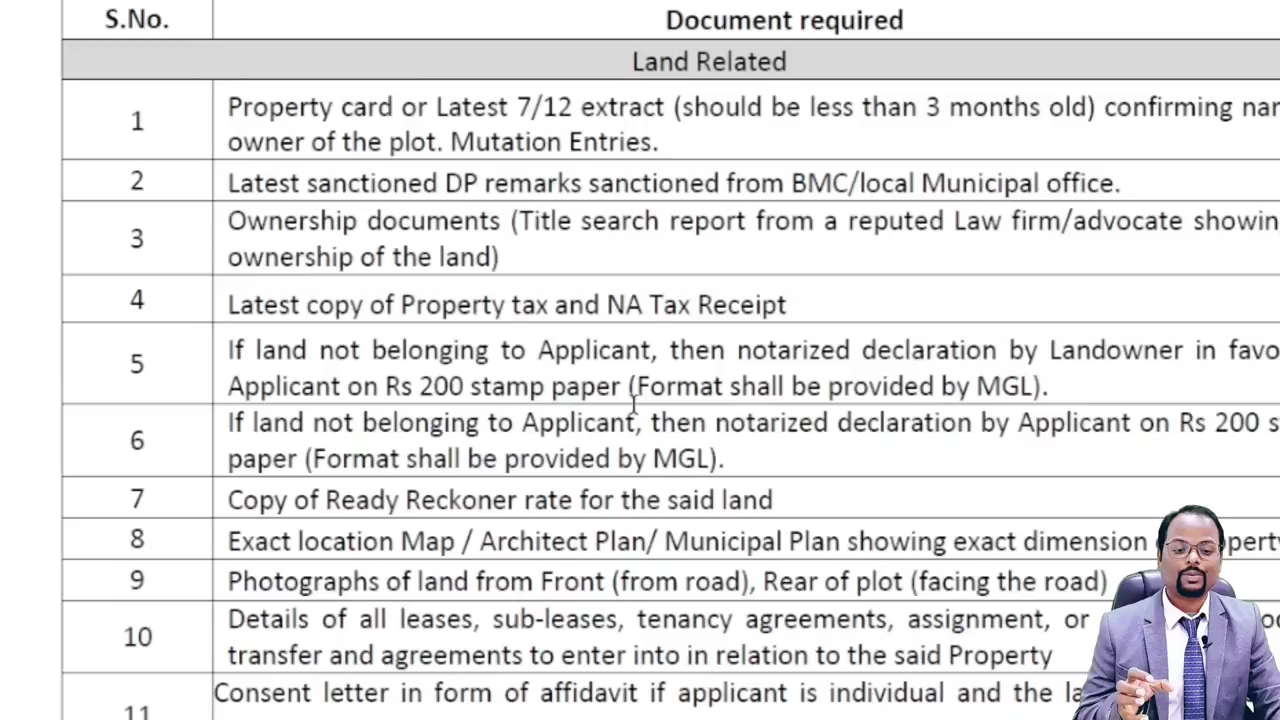 S.No.
Document required
Land Related
1
Property card or Latest 7/12 extract (should be less than 3 months old) confirming
owner of the plot. Mutation Entries.
2
Latest sanctioned DP remarks sanctioned from BMC/local Municipal office.
3
Ownership documents (Title search report from a reputed Law firm/advocate
ownership of the land)
4
Latest copy of Property tax and NA Tax Receipt
5
If land not belonging to Applicant, then notarized declaration by Landowner in
Applicant on Rs 200 stamp paper (Format shall be provided by MGL).
6
If land not belonging to Applicant, then notarized declaration by Applicant on Rs 200
paper (Format shall be provided by MGL).
7
Copy of Ready Reckoner rate for the said land
8
Exact location Map / Architect Plan/ Municipal Plan showing exact dimension
9
Photographs of land from Front (from road), Rear of plot (facing the road)
10
Details of all leases, sub-leases, tenancy agreements, assignment, or
transfer and agreements to enter into in relation to the said Property
11
Consent letter in form of affidavit if applicant is individual and the